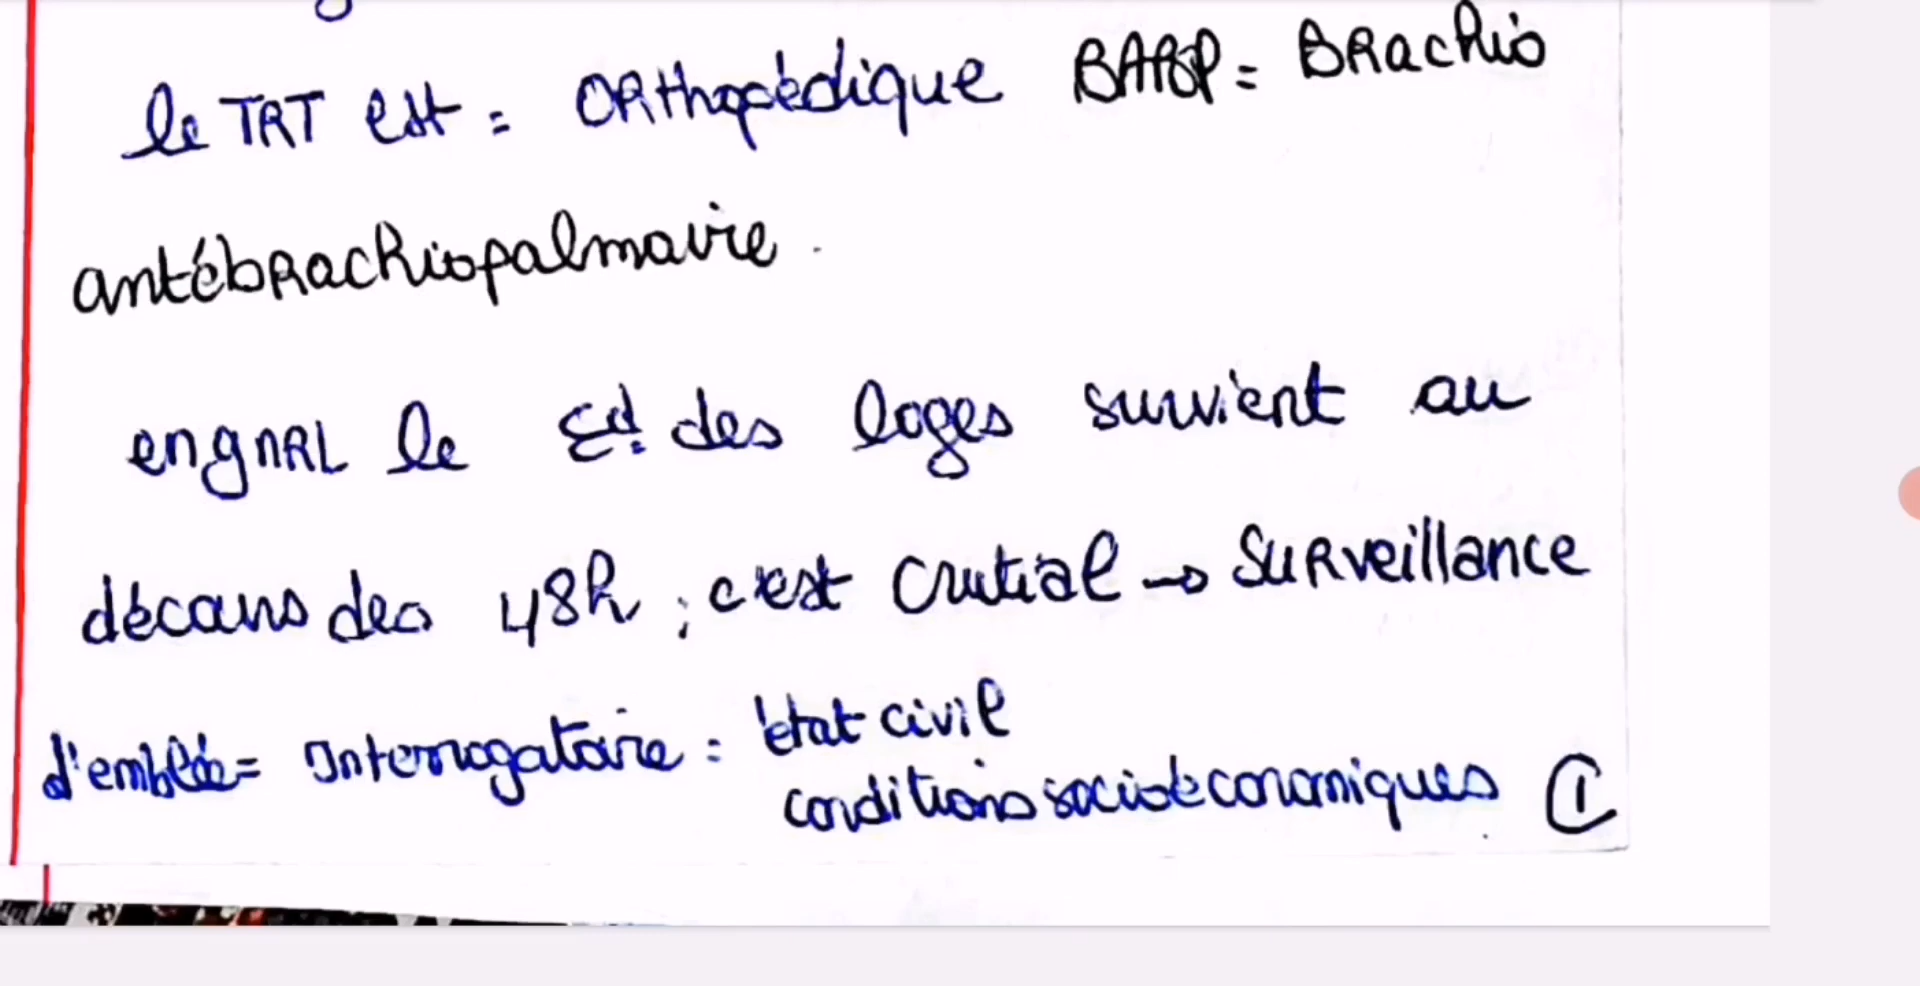 le TRT est = ORthopédique BABP = BRachio
antébrachiopalmaire.
engnRL le Sd. des loges survient au
décours des 48h, c'est crutial → SuRveillance
d'emblée = Interrogatoire = état civil
conditions socioéconomiques ①